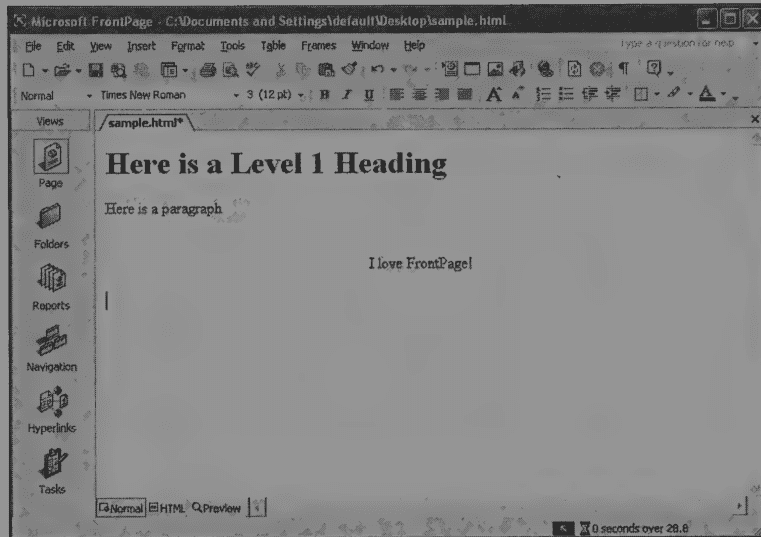 Microsoft FrontPage - C:\Documents and Settings\default\Desktop\sample.html
File Edit View Insert Format Tools Table Frames Window Help Type a question for help
Normal Times New Roman 3 (12 pt) B I U A A A
Views
sample.html*
Page
Folders
Reports
Navigation
Hyperlinks
Tasks
Here is a Level 1 Heading
Here is a paragraph
I love FrontPage!
Normal HTML Preview
0 seconds over 28.8